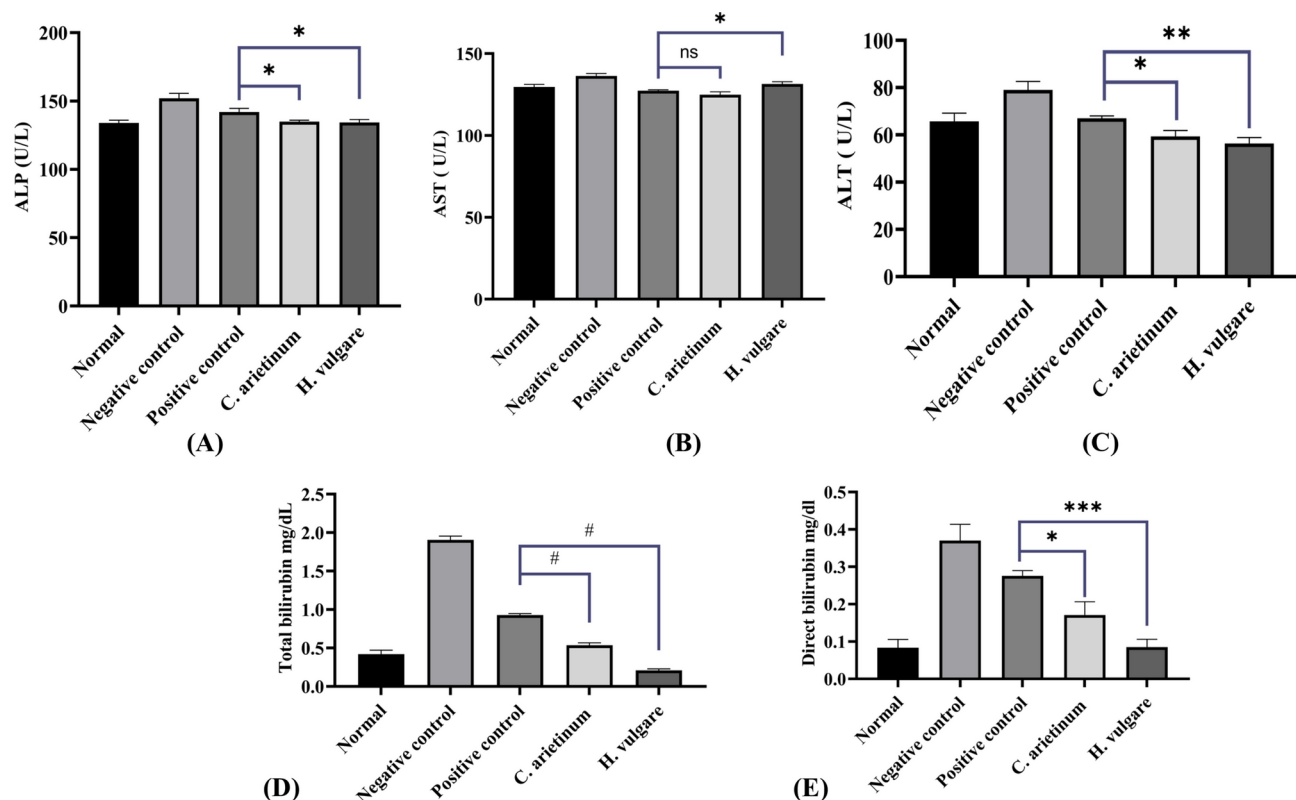 200
150
100
50
0
ALP (U/L)
*
*
Normal
Negative control
Positive control
C. arietinum
H. vulgare
(A)
150
100
50
0
AST ( U/L)
*
ns
Normal
Negative control
Positive control
C. arietinum
H. vulgare
(B)
100
80
60
40
20
0
ALT ( U/L)
**
*
Normal
Negative control
Positive control
C. arietinum
H. vulgare
(C)
2.5
2.0
1.5
1.0
0.5
0.0
Total bilirubin mg/dL
#
#
Normal
Negative control
Positive control
C. arietinum
H. vulgare
(D)
0.5
0.4
0.3
0.2
0.1
0.0
Direct bilirubin mg/dl
***
*
Normal
Negative control
Positive control
C. arietinum
H. vulgare
(E)